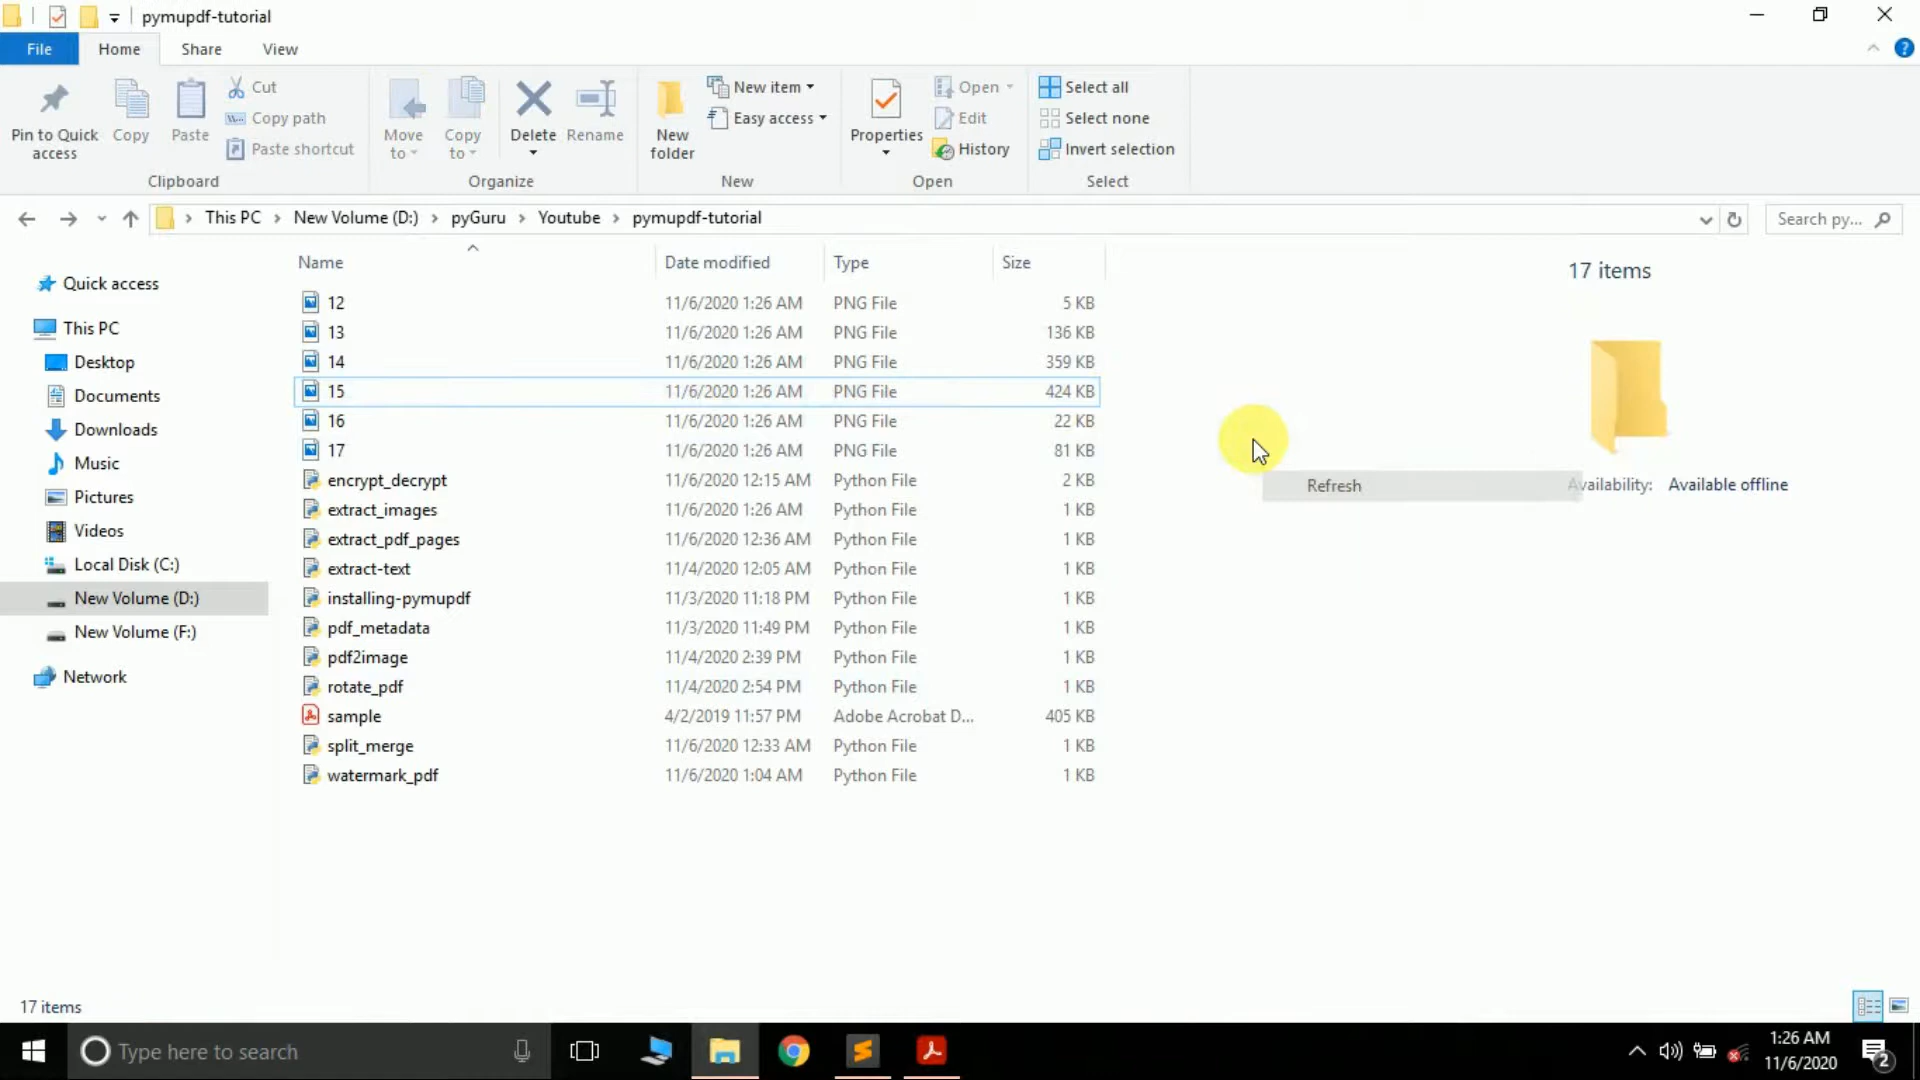 pymupdf-tutorial
File Home Share View
Pin to Quick access
Copy
Paste
Cut
Copy path
Paste shortcut
Clipboard
Move to
Copy to
Delete
Rename
Organize
New folder
New item
Easy access
New
Properties
Open
Edit
History
Open
Select all
Select none
Invert selection
Select
This PC > New Volume (D:) > pyGuru > Youtube > pymupdf-tutorial
Search py...
Quick access
This PC
Desktop
Documents
Downloads
Music
Pictures
Videos
Local Disk (C:)
New Volume (D:)
New Volume (F:)
Network
Name Date modified Type Size
12 11/6/2020 1:26 AM PNG File 5 KB
13 11/6/2020 1:26 AM PNG File 136 KB
14 11/6/2020 1:26 AM PNG File 359 KB
15 11/6/2020 1:26 AM PNG File 424 KB
16 11/6/2020 1:26 AM PNG File 22 KB
17 11/6/2020 1:26 AM PNG File 81 KB
encrypt_decrypt 11/6/2020 12:15 AM Python File 2 KB
extract_images 11/6/2020 1:26 AM Python File 1 KB
extract_pdf_pages 11/6/2020 12:36 AM Python File 1 KB
extract-text 11/4/2020 12:05 AM Python File 1 KB
installing-pymupdf 11/3/2020 11:18 PM Python File 1 KB
pdf_metadata 11/3/2020 11:49 PM Python File 1 KB
pdf2image 11/4/2020 2:39 PM Python File 1 KB
rotate_pdf 11/4/2020 2:54 PM Python File 1 KB
sample 4/2/2019 11:57 PM Adobe Acrobat D... 405 KB
split_merge 11/6/2020 12:33 AM Python File 1 KB
watermark_pdf 11/6/2020 1:04 AM Python File 1 KB
Refresh
17 items
Availability: Available offline
17 items
Type here to search
1:26 AM
11/6/2020
2